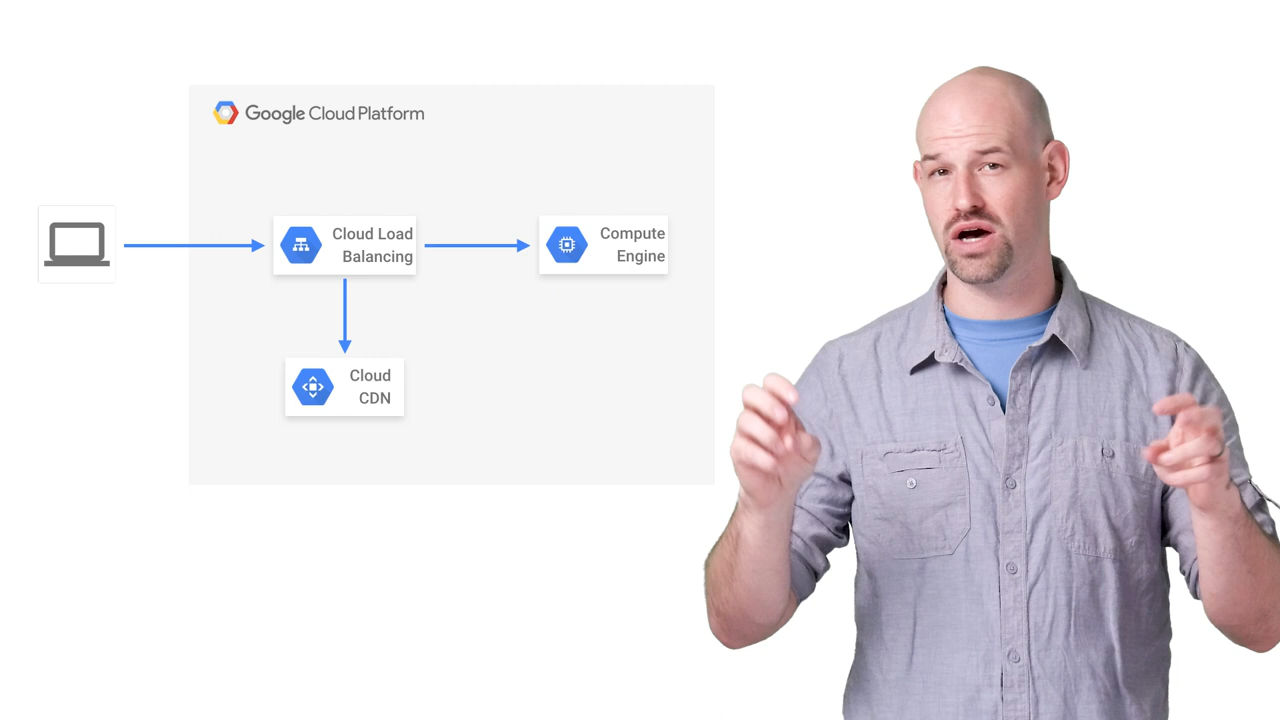 Google Cloud Platform
Cloud Load
Balancing
Compute
Engine
Cloud
CDN